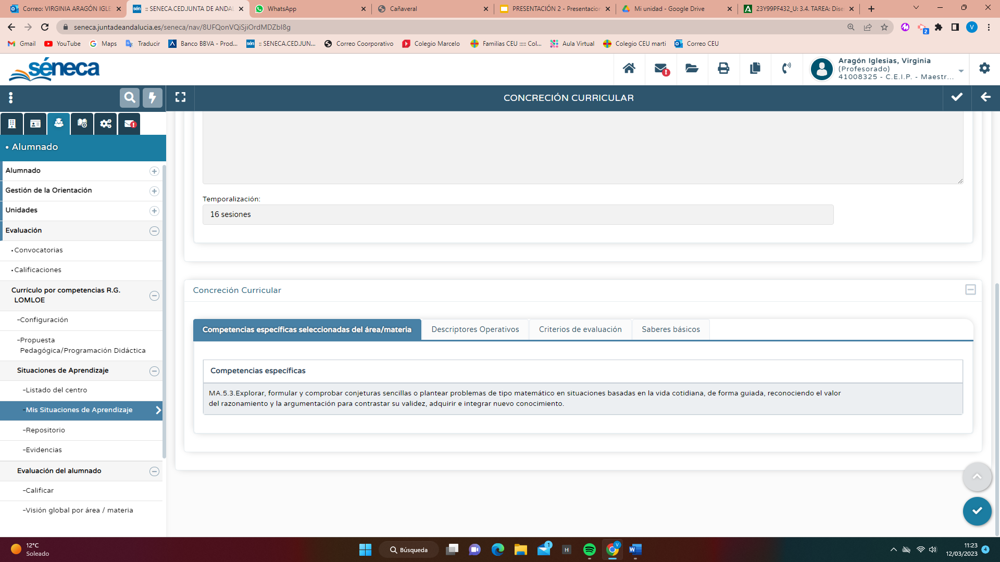 Correo: VIRGINIA ARAGÓN IGLE
:: SENECA.CED.JUNTA DE ANDAL
WhatsApp
Cañaveral
PRESENTACIÓN 2 - Presentacion
Mi unidad - Google Drive
23Y99PF432_U: 3.4. TAREA: Dise
seneca.juntadeandalucia.es/seneca/nav/8UFQonVQiSjiOrdMDZbI8g
V
2
Gmail
YouTube
Maps
Traducir
Banco BBVA - Prod...
:: SENECA.CED.JUN...
Correo Coorporativo
Colegio Marcelo
Familias CEU ::::: Col...
Aula Virtual
Colegio CEU marti
Correo CEU
séneca
Aragón Iglesias, Virginia
(Profesorado)
41008325 - C.E.I.P. - Maestr...
CONCRECIÓN CURRICULAR
• Alumnado
Alumnado
Gestión de la Orientación
Unidades
Evaluación
• Convocatorias
• Calificaciones
Currículo por competencias R.G.
LOMLOE
-Configuración
-Propuesta
Pedagógica/Programación Didáctica
Situaciones de Aprendizaje
-Listado del centro
-Mis Situaciones de Aprendizaje
-Repositorio
-Evidencias
Evaluación del alumnado
-Calificar
-Visión global por área / materia
Temporalización:
16 sesiones
Concreción Curricular
Competencias específicas seleccionadas del área/materia
Descriptores Operativos
Criterios de evaluación
Saberes básicos
Competencias específicas
MA.5.3.Explorar, formular y comprobar conjeturas sencillas o plantear problemas de tipo matemático en situaciones basadas en la vida cotidiana, de forma guiada, reconociendo el valor
del razonamiento y la argumentación para contrastar su validez, adquirir e integrar nuevo conocimiento.
12°C
Soleado
Búsqueda
1
H
V
W
11:23
12/03/2023
4